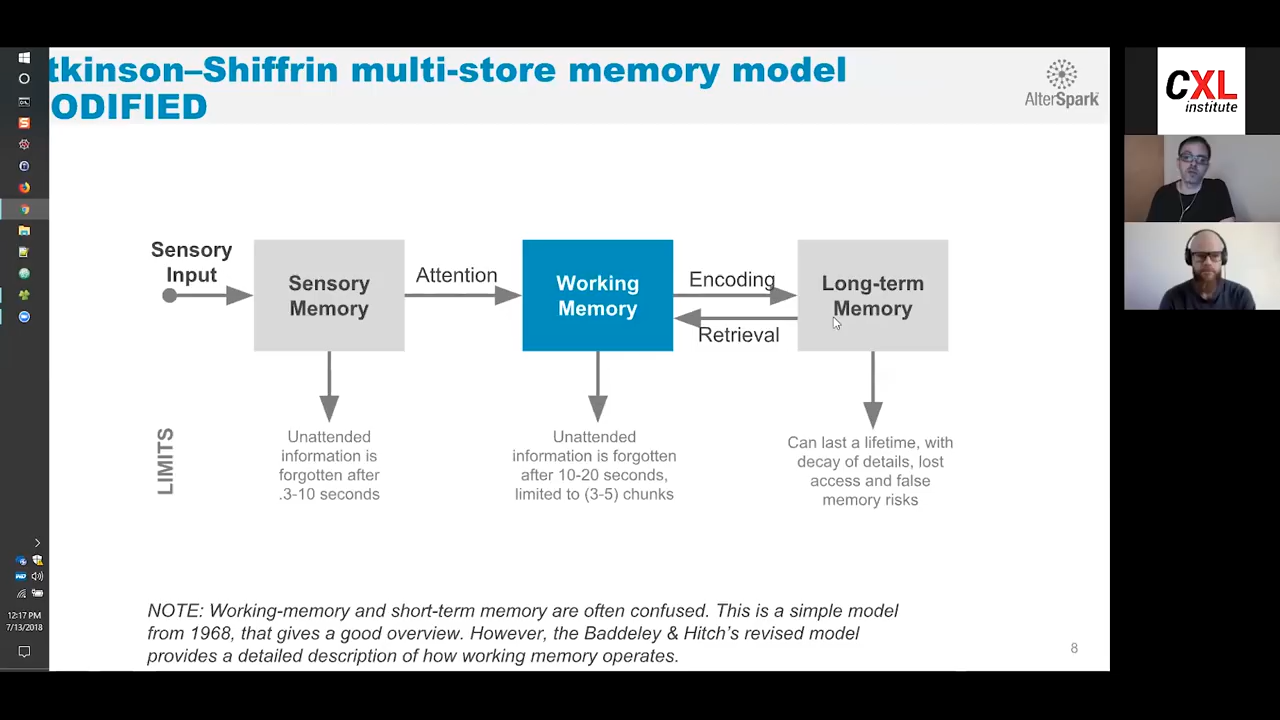 tkinson–Shiffrin multi-store memory model
ODIFIED
AlterSpark
CXL
institute
Sensory
Input
Sensory
Memory
Attention
Working
Memory
Encoding
Retrieval
Long-term
Memory
LIMITS
Unattended
information is
forgotten after
.3-10 seconds
Unattended
information is forgotten
after 10-20 seconds,
limited to (3-5) chunks
Can last a lifetime, with
decay of details, lost
access and false
memory risks
NOTE: Working-memory and short-term memory are often confused. This is a simple model
from 1968, that gives a good overview. However, the Baddeley & Hitch's revised model
provides a detailed description of how working memory operates.
8
12:17 PM
7/13/2018